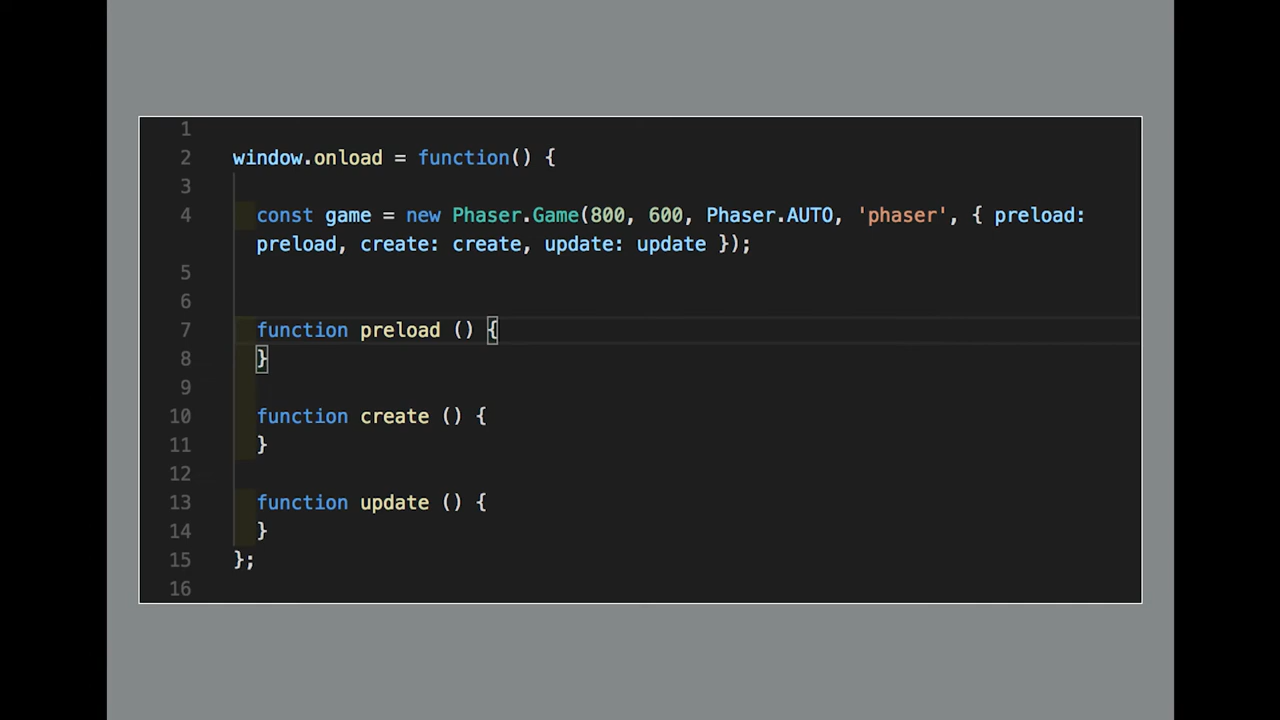 1
2 window.onload = function() {
3
4 const game = new Phaser.Game(800, 600, Phaser.AUTO, 'phaser', { preload:
preload, create: create, update: update });
5
6
7 function preload () {
8 }
9
10 function create () {
11 }
12
13 function update () {
14 }
15 };
16